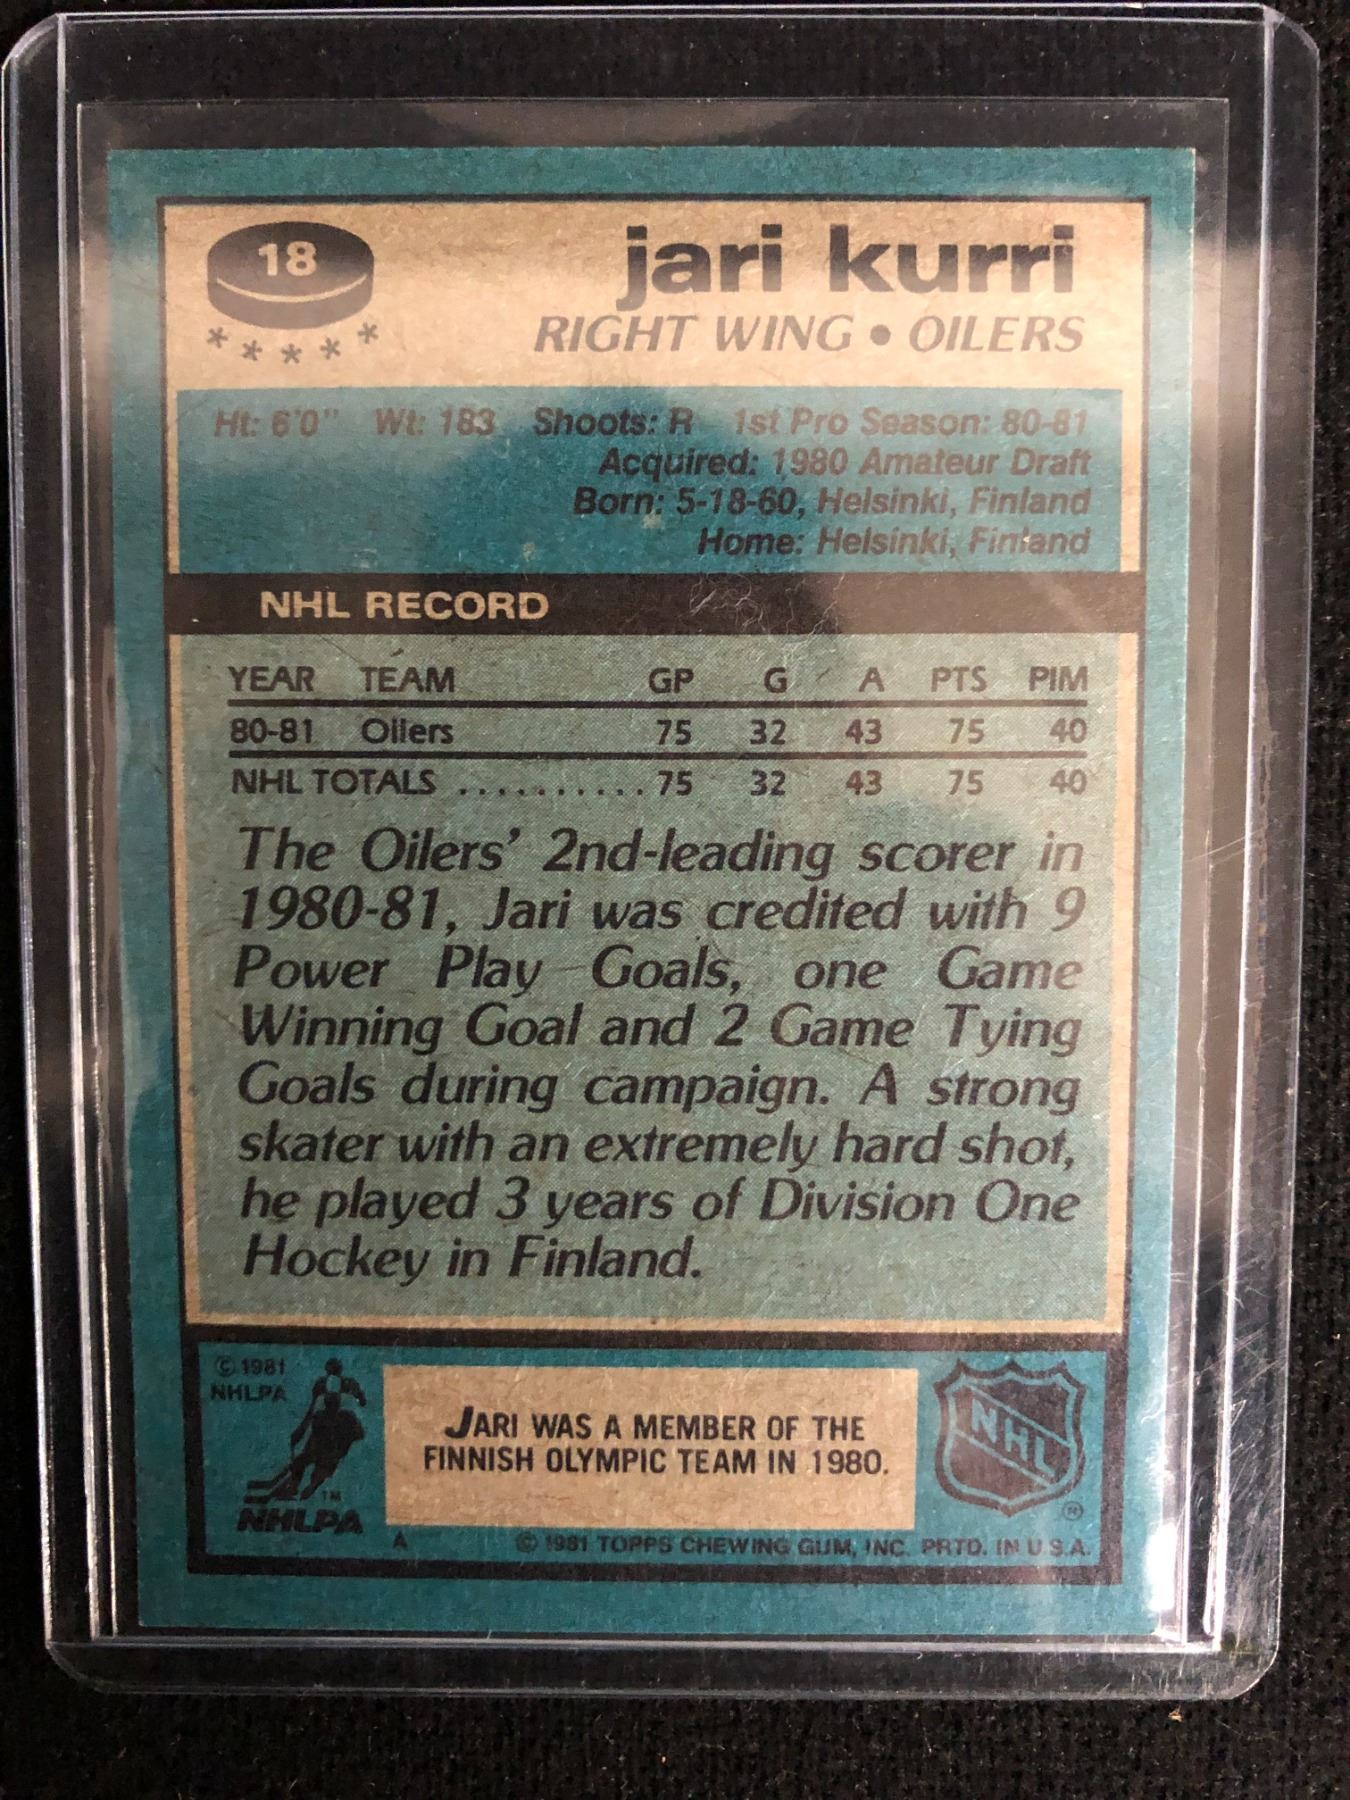 18
jari kurri
RIGHT WING • OILERS
Ht: 6'0" Wt: 183 Shoots: R 1st Pro Season: 80-81
Acquired: 1980 Amateur Draft
Born: 5-18-60, Helsinki, Finland
Home: Helsinki, Finland
NHL RECORD
YEAR TEAM GP G A PTS PIM
80-81 Oilers 75 32 43 75 40
NHL TOTALS .......... 75 32 43 75 40
The Oilers' 2nd-leading scorer in
1980-81, Jari was credited with 9
Power Play Goals, one Game
Winning Goal and 2 Game Tying
Goals during campaign. A strong
skater with an extremely hard shot,
he played 3 years of Division One
Hockey in Finland.
© 1981
NHLPA
TM
NHLPA
JARI WAS A MEMBER OF THE
FINNISH OLYMPIC TEAM IN 1980.
NHL
®
A © 1981 TOPPS CHEWING GUM, INC. PRTD. IN U.S.A.